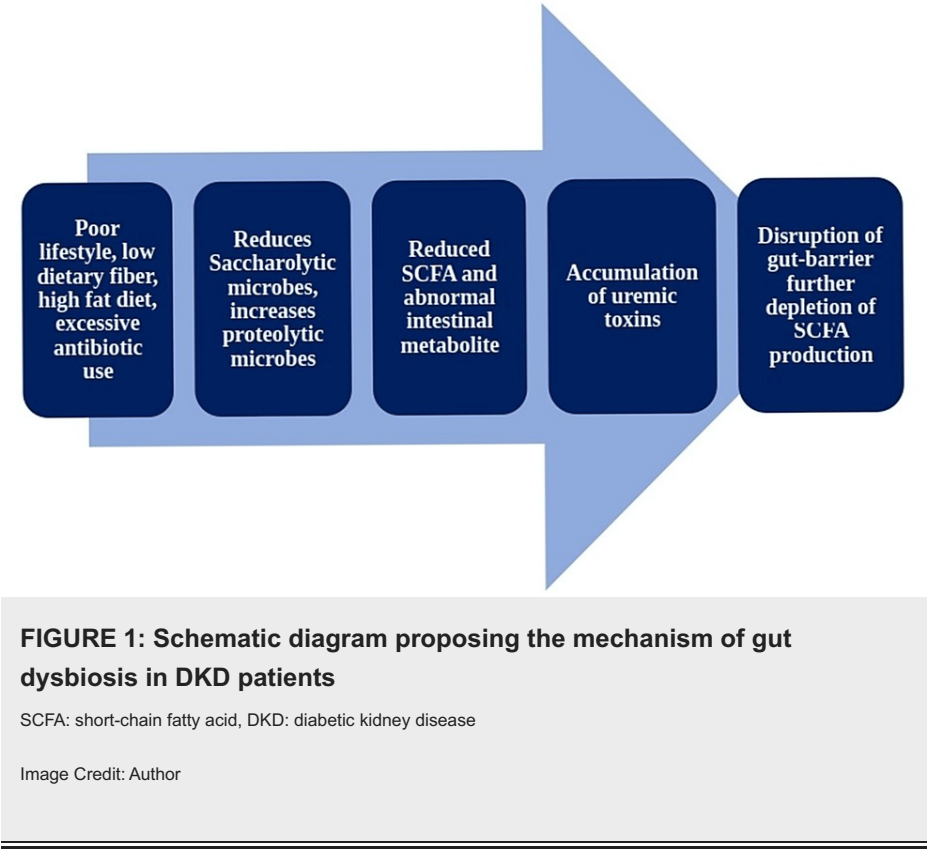 Poor
lifestyle, low
dietary fiber,
high fat diet,
excessive
antibiotic
use
Reduces
Saccharolytic
microbes,
increases
proteolytic
microbes
Reduced
SCFA and
abnormal
intestinal
metabolite
Accumulation
of uremic
toxins
Disruption of
gut-barrier
further
depletion of
SCFA
production
FIGURE 1: Schematic diagram proposing the mechanism of gut
dysbiosis in DKD patients
SCFA: short-chain fatty acid, DKD: diabetic kidney disease
Image Credit: Author